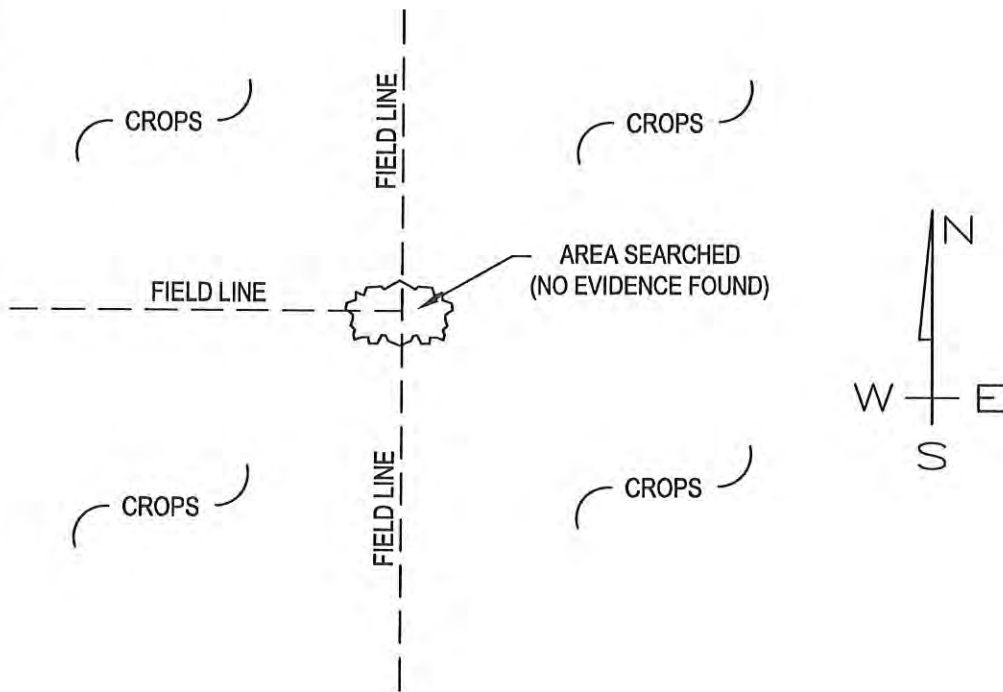 CROPS
FIELD LINE
CROPS
N
AREA SEARCHED
(NO EVIDENCE FOUND)
FIELD LINE
W E
S
CROPS
FIELD LINE
CROPS